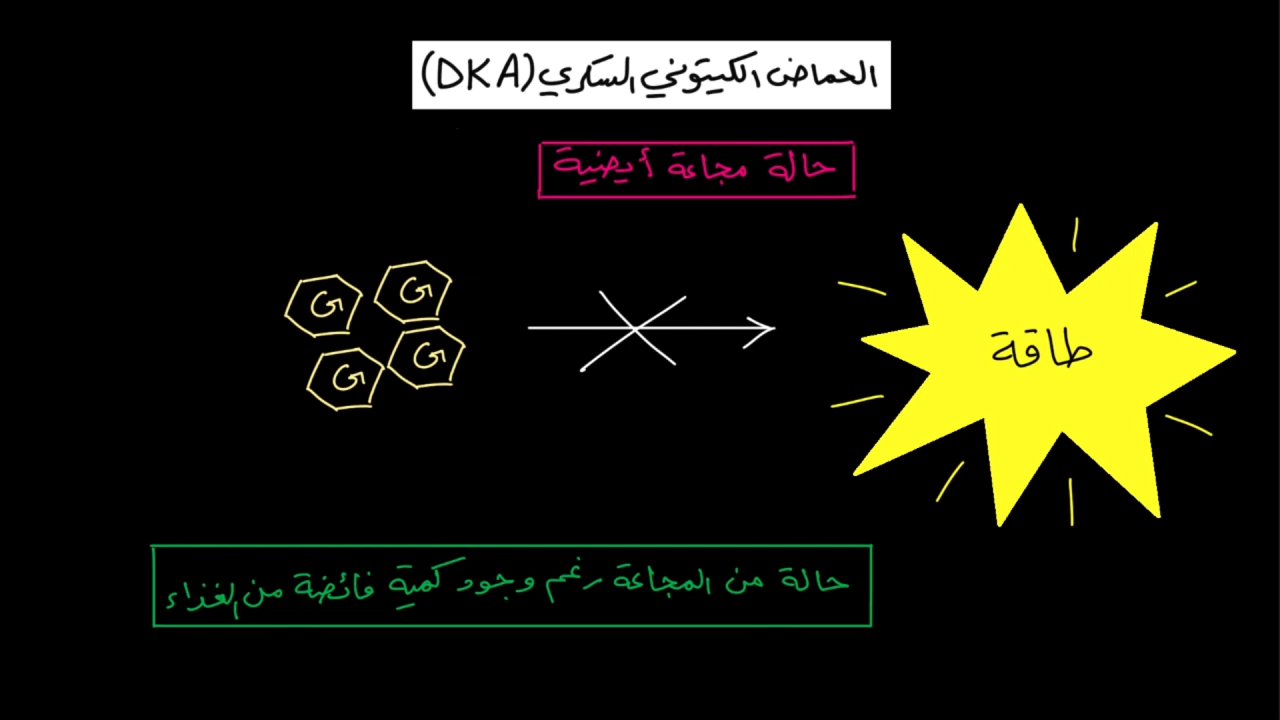 الحماض الكيتوني السكري (DKA)
حالة مجاعة أيضية
G G
G G
طاقة
حالة من المجاعة رغم وجود كمية فائضة من الغذاء